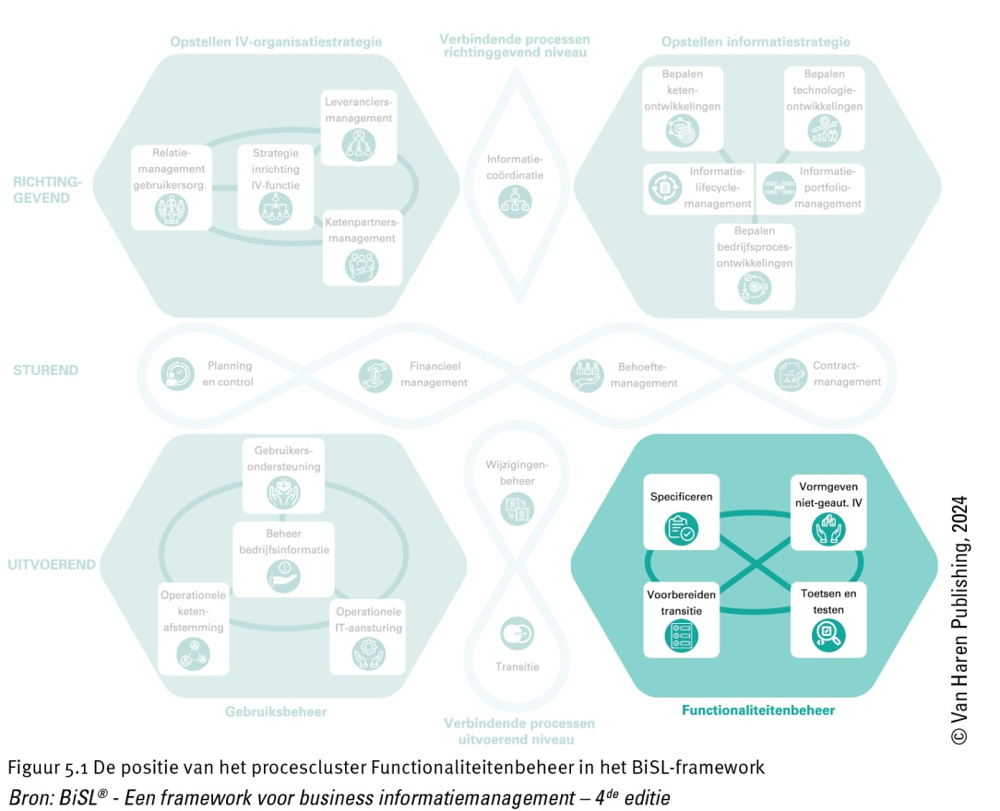 Opstellen IV-organisatiestrategie
Verbindende processen
richtinggevend niveau
Opstellen informatiestrategie
RICHTING-
GEVEND
Relatie-
management
gebruikersorg.
Strategie
inrichting
IV-functie
Leveranciers-
management
Ketenpartners-
management
Informatie-
coördinatie
Bepalen
keten-
ontwikkelingen
Bepalen
technologie-
ontwikkelingen
Informatie-
lifecycle-
management
Informatie-
portfolio-
management
Bepalen
bedrijfsproces-
ontwikkelingen
STUREND
Planning
en control
Financieel
management
Behoefte-
management
Contract-
management
UITVOEREND
Gebruikers-
ondersteuning
Beheer
bedrijfsinformatie
Operationele
keten-
afstemming
Operationele
IT-aansturing
Gebruiksbeheer
Wijzigingen-
beheer
Transitie
Verbindende processen
uitvoerend niveau
Specificeren
Vormgeven
niet-geaut. IV
Voorbereiden
transitie
Toetsen en
testen
Functionaliteitenbeheer
© Van Haren Publishing, 2024
Figuur 5.1 De positie van het procescluster Functionaliteitenbeheer in het BiSL-framework
Bron: BiSL® - Een framework voor business informatiemanagement – 4de editie